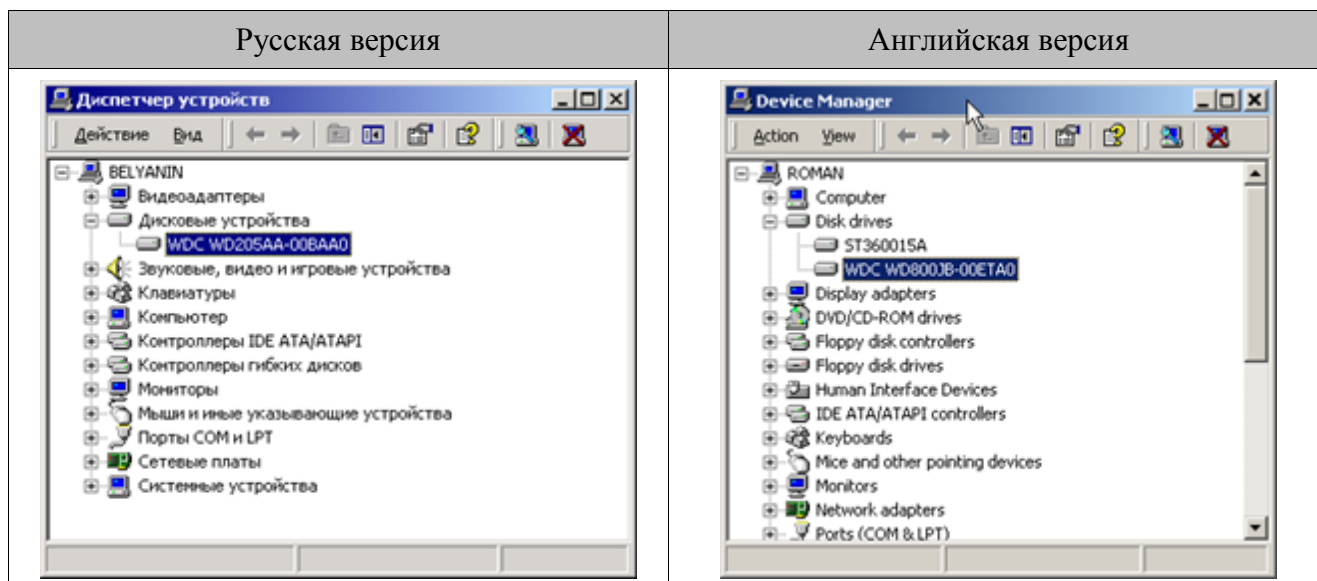 Русская версия
Английская версия
Диспетчер устройств
Действие Вид
BELYANIN
Видеоадаптеры
Дисковые устройства
WDC WD205AA-00BAA0
Звуковые, видео и игровые устройства
Клавиатуры
Компьютер
Контроллеры IDE ATA/ATAPI
Контроллеры гибких дисков
Мониторы
Мыши и иные указывающие устройства
Порты COM и LPT
Сетевые платы
Системные устройства
Device Manager
Action View
ROMAN
Computer
Disk drives
ST360015A
WDC WD800JB-00ETA0
Display adapters
DVD/CD-ROM drives
Floppy disk controllers
Floppy disk drives
Human Interface Devices
IDE ATA/ATAPI controllers
Keyboards
Mice and other pointing devices
Monitors
Network adapters
Ports (COM & LPT)